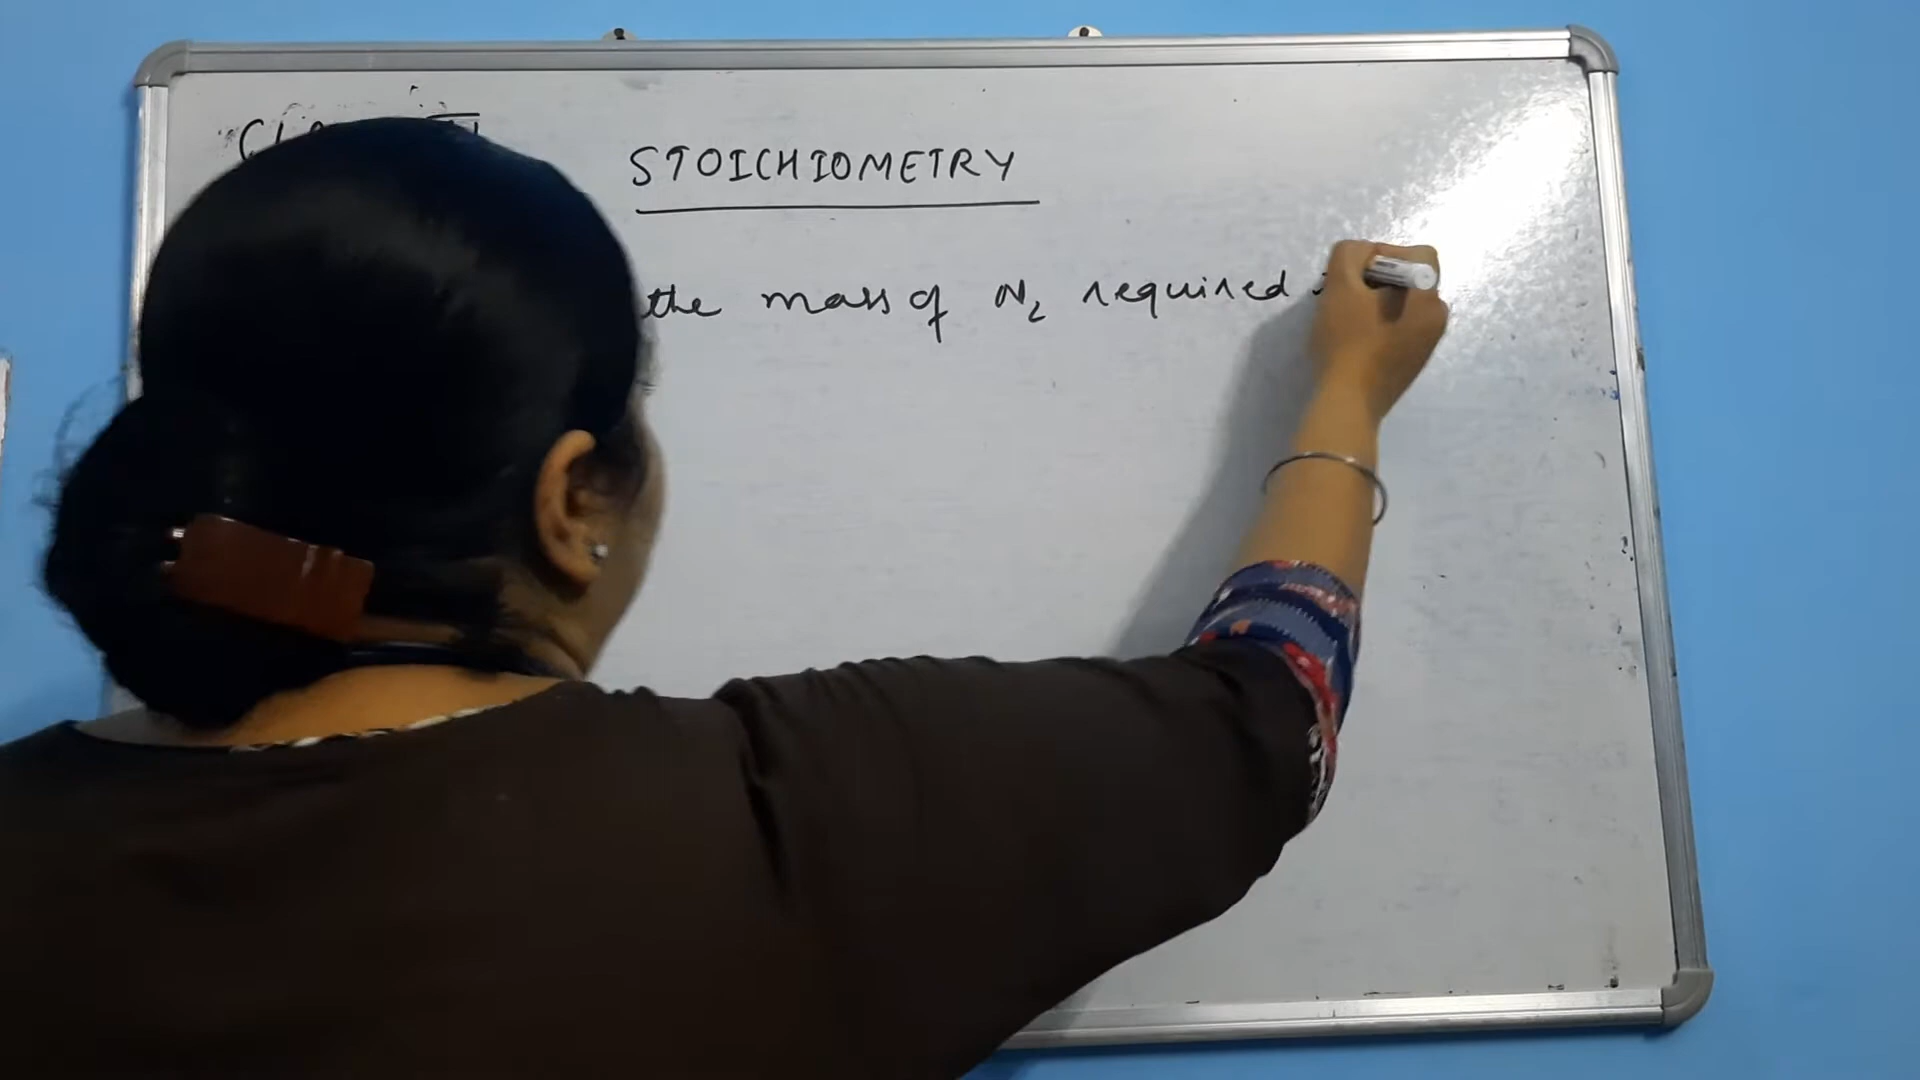 STOICHIOMETRY
the mass of N₂ required